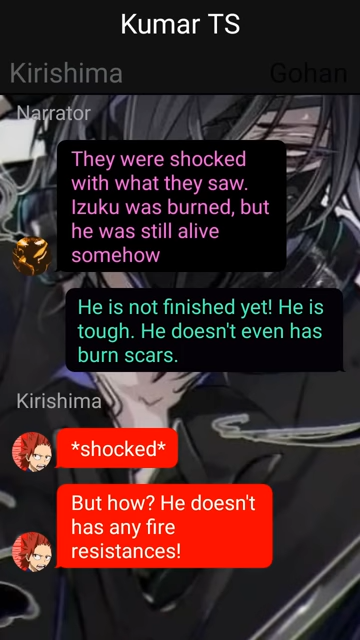 Kumar TS
Kirishima
Gohan
Narrator
They were shocked
with what they saw.
Izuku was burned, but
he was still alive
somehow
He is not finished yet! He is
tough. He doesn't even has
burn scars.
Kirishima
*shocked*
But how? He doesn't
has any fire
resistances!